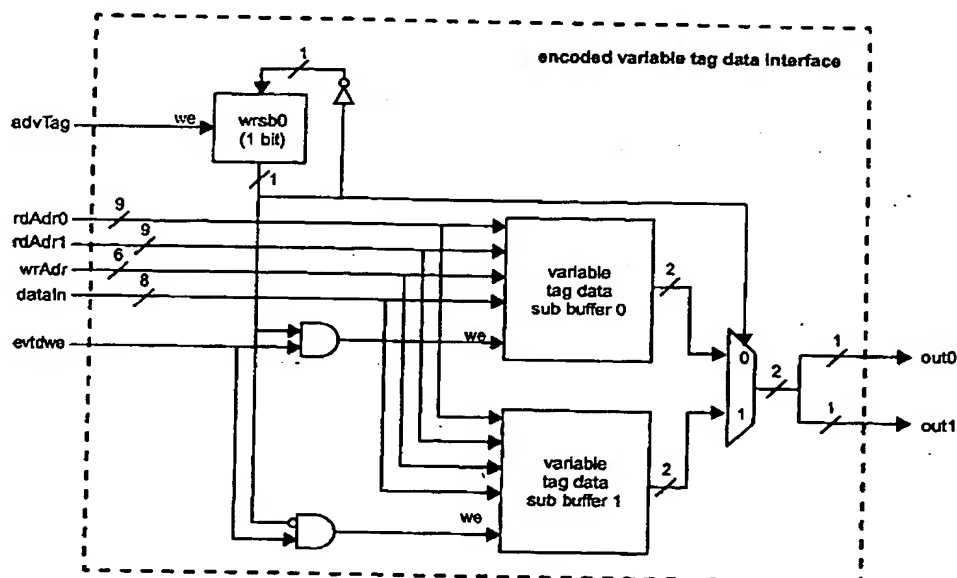 1
encoded variable tag data interface
advTag
we
wrsb0
(1 bit)
1
rdAdr0
9
rdAdr1
9
wrAdr
6
dataIn
8
variable
tag data
sub buffer 0
2
evtdwe
we
0
1
2
1
out0
1
out1
variable
tag data
sub buffer 1
2
we